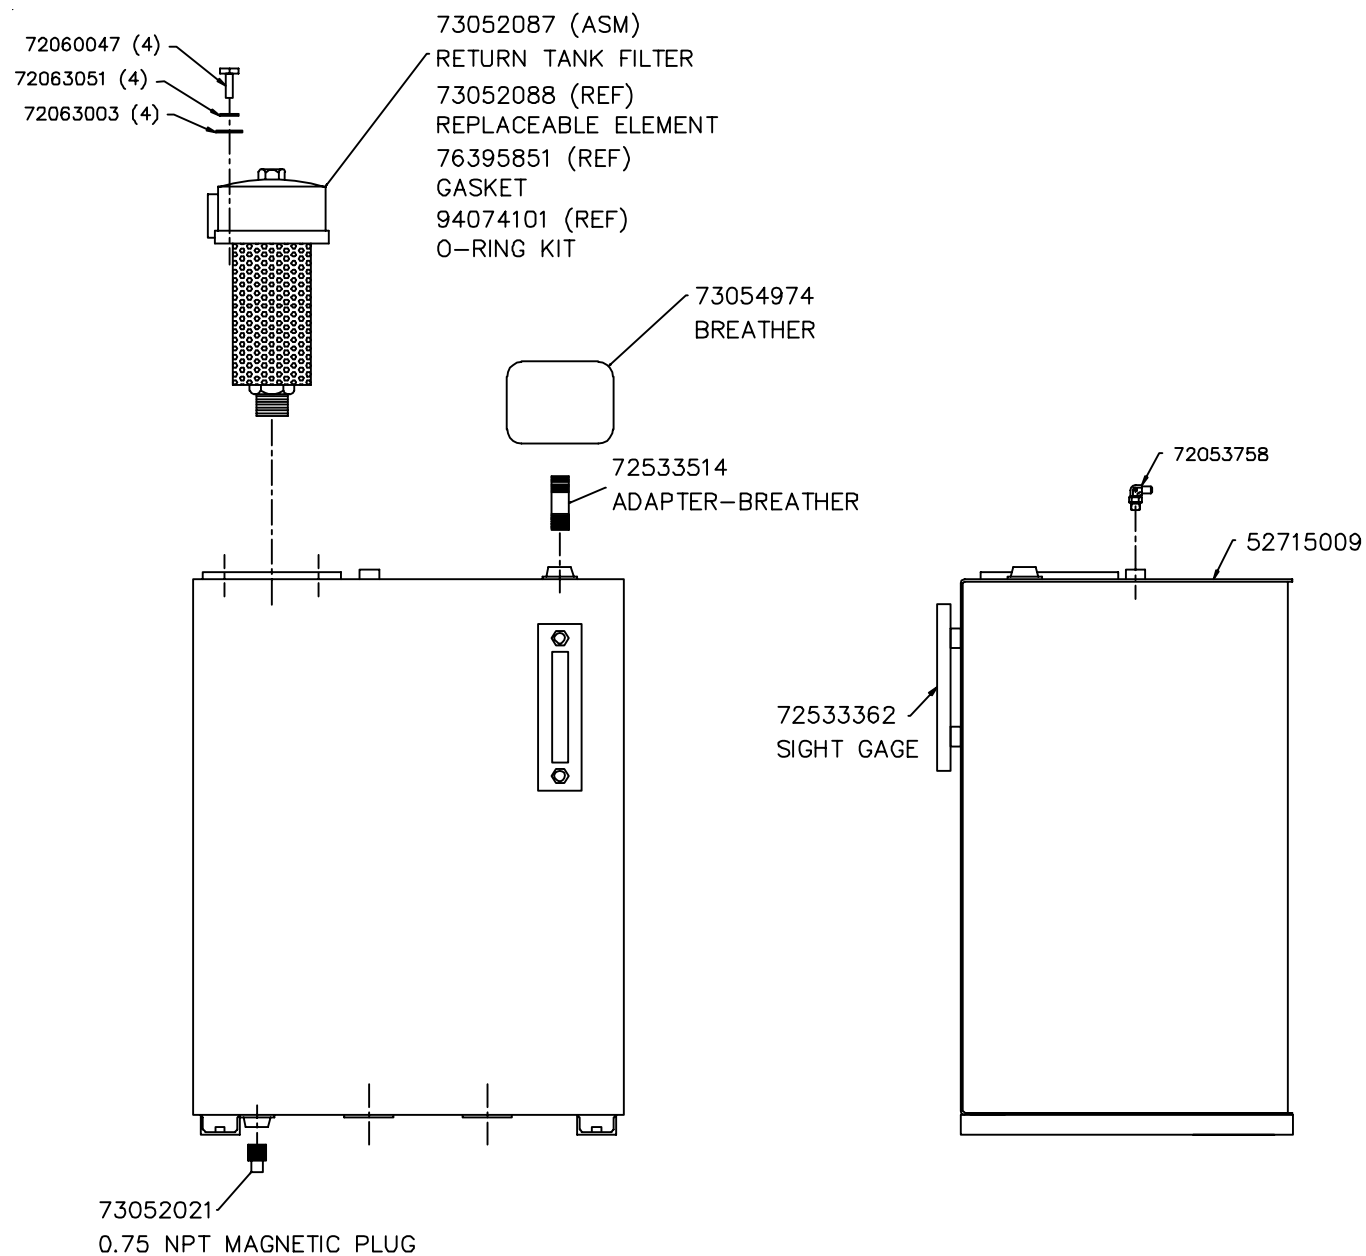 72060047 (4)
72063051 (4)
72063003 (4)
73052087 (ASM)
RETURN TANK FILTER
73052088 (REF)
REPLACEABLE ELEMENT
76395851 (REF)
GASKET
94074101 (REF)
O-RING KIT
73054974
BREATHER
72533514
ADAPTER-BREATHER
72053758
52715009
72533362
SIGHT GAGE
73052021
0.75 NPT MAGNETIC PLUG